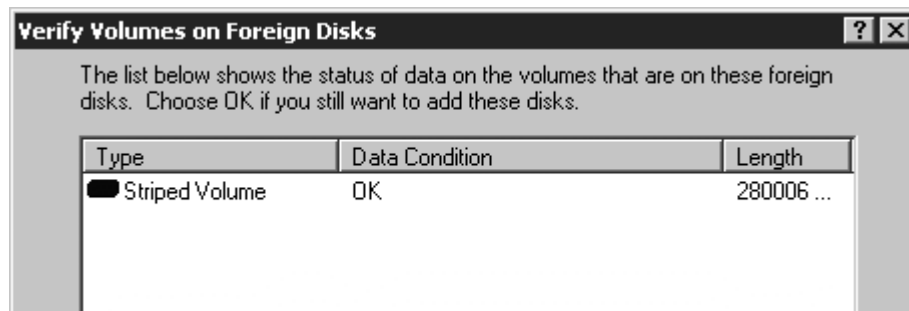 Verify Volumes on Foreign Disks
The list below shows the status of data on the volumes that are on these foreign
disks.  Choose OK if you still want to add these disks.
Type Data Condition Length
Striped Volume OK 280006 ...